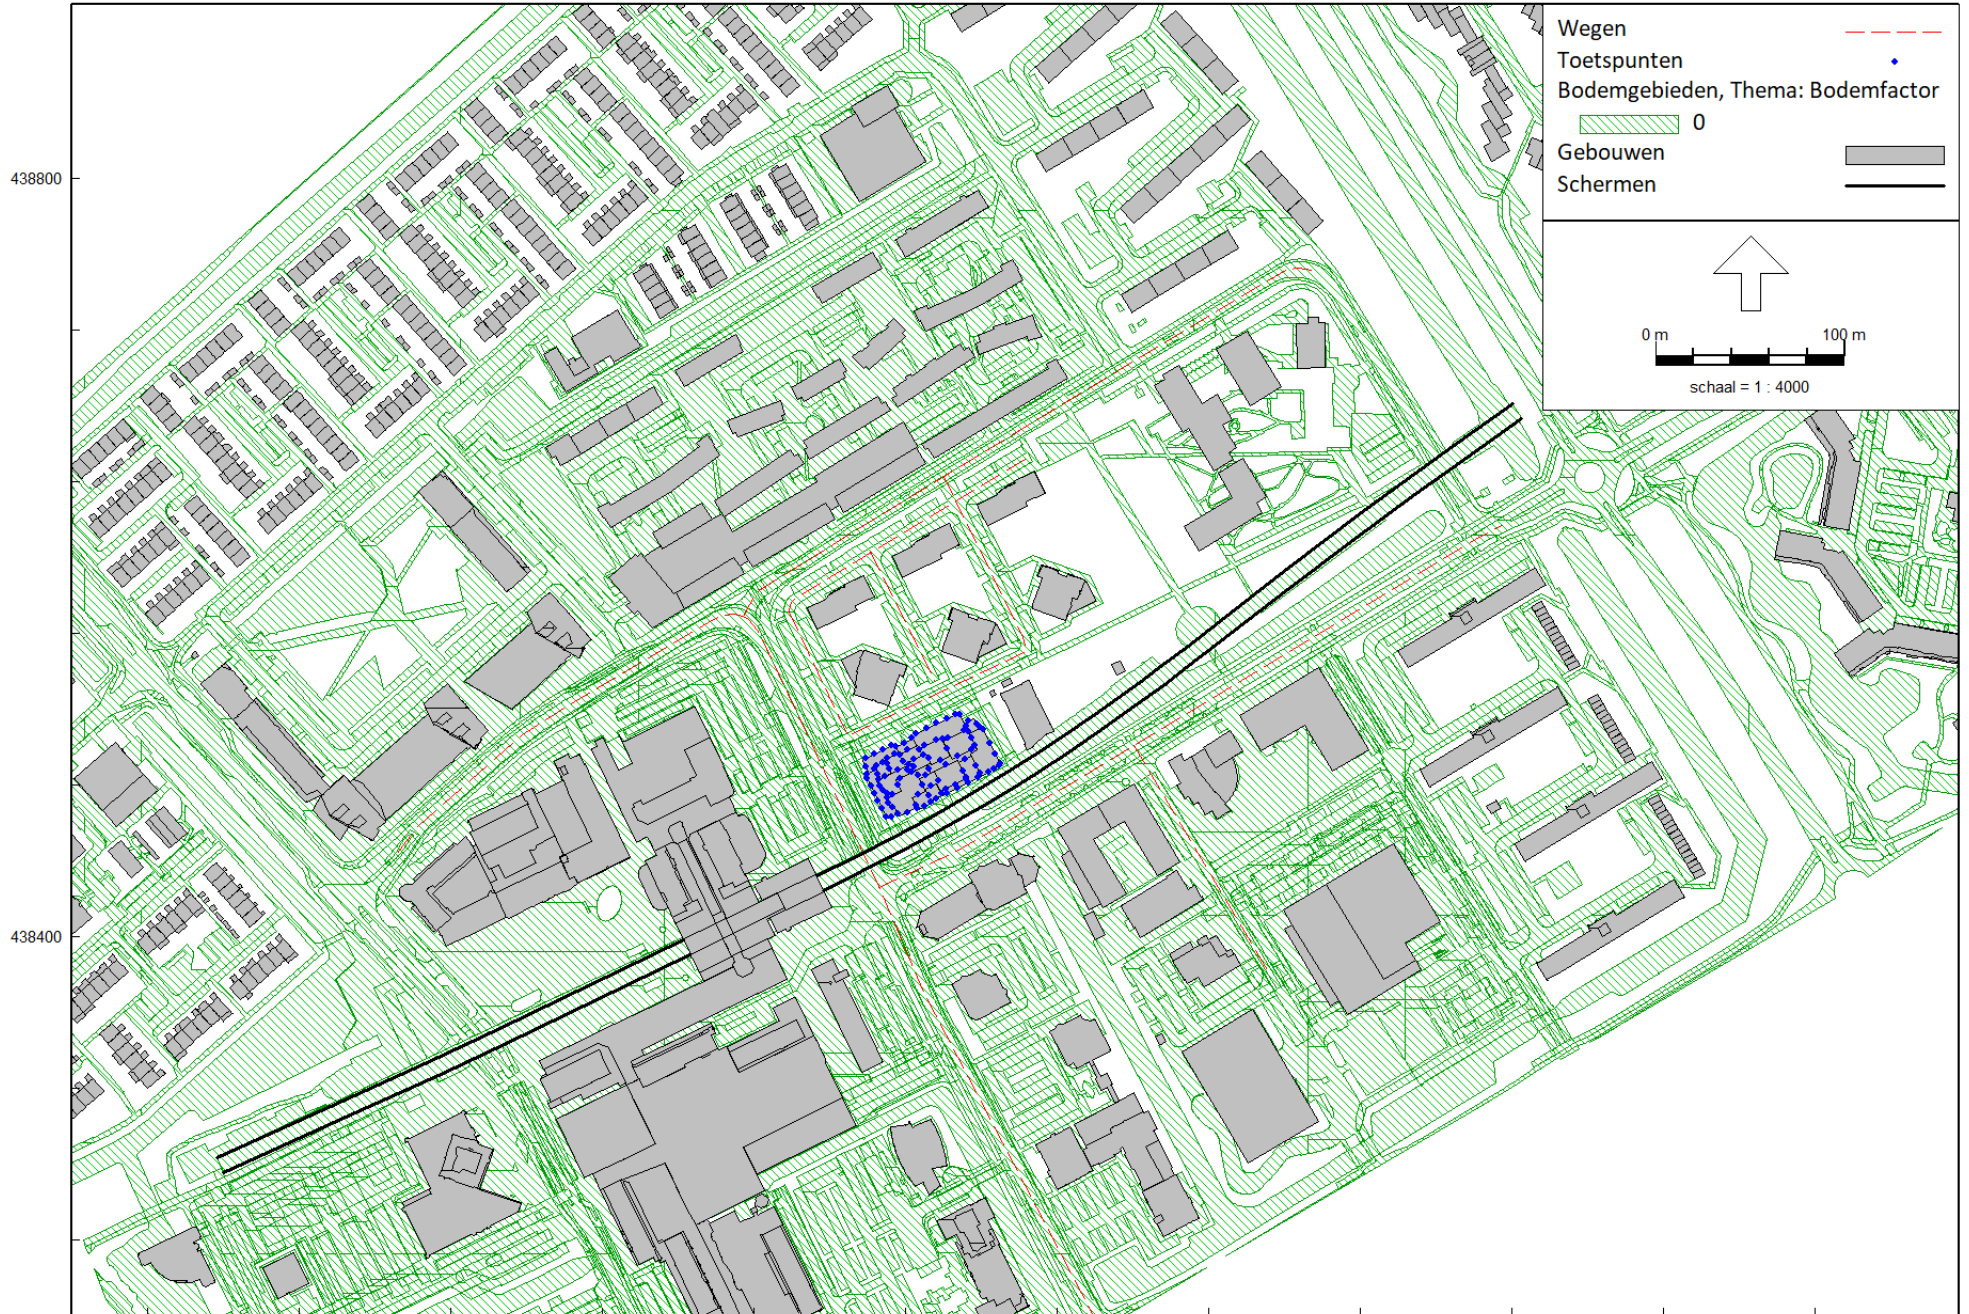 Wegen
Toetspunten
Bodemgebieden, Thema: Bodemfactor
0
Gebouwen
Schermen
438800
0 m 100 m
schaal = 1 : 4000
438400